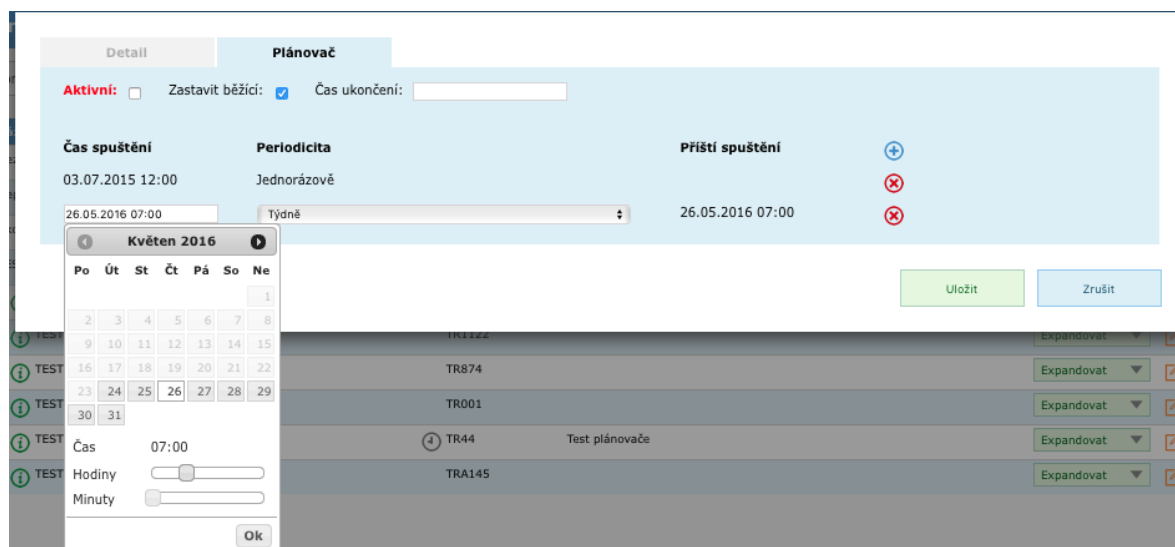 Detail Plánovač
Aktivní: Zastavit běžící: Čas ukončení:
Čas spuštění Periodicita Příští spuštění
03.07.2015 12:00 Jednorázově
26.05.2016 07:00 Týdně 26.05.2016 07:00
Květen 2016
Po Út St Čt Pá So Ne
1
2 3 4 5 6 7 8
9 10 11 12 13 14 15
16 17 18 19 20 21 22
23 24 25 26 27 28 29
30 31
Čas 07:00
Hodiny
Minuty
Ok
Uložit Zrušit
TEST TR1122 Expandovat
TEST TR874 Expandovat
TEST TR001 Expandovat
TEST TR44 Test plánovače Expandovat
TEST TRA145 Expandovat